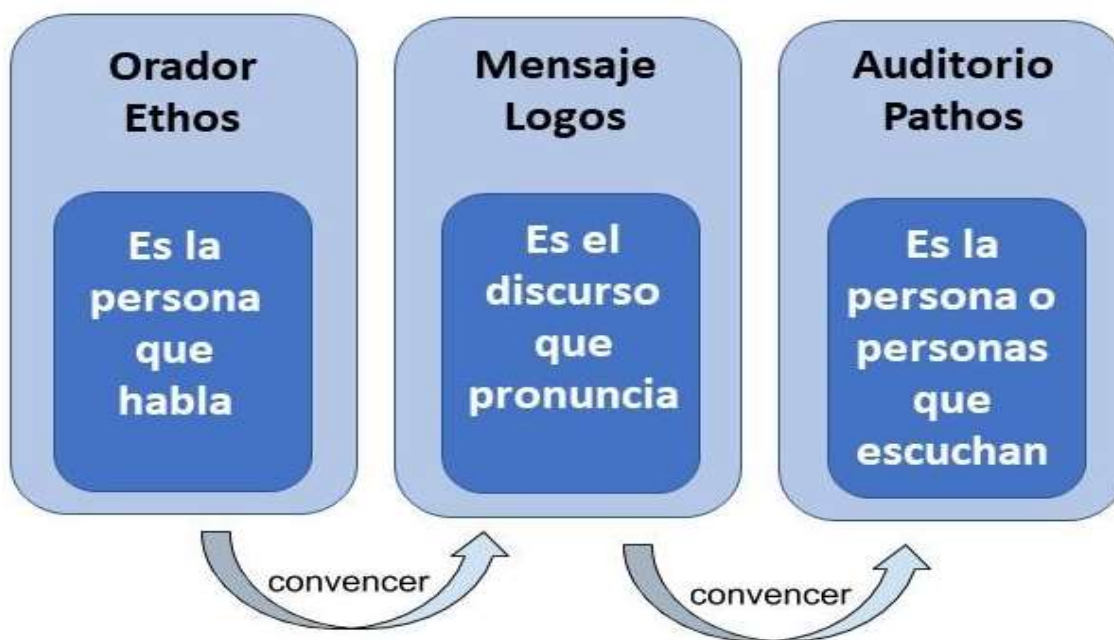 Orador
Ethos
Es la
persona
que
habla
Mensaje
Logos
Es el
discurso
que
pronuncia
Auditorio
Pathos
Es la
persona o
personas
que
escuchan
convencer
convencer